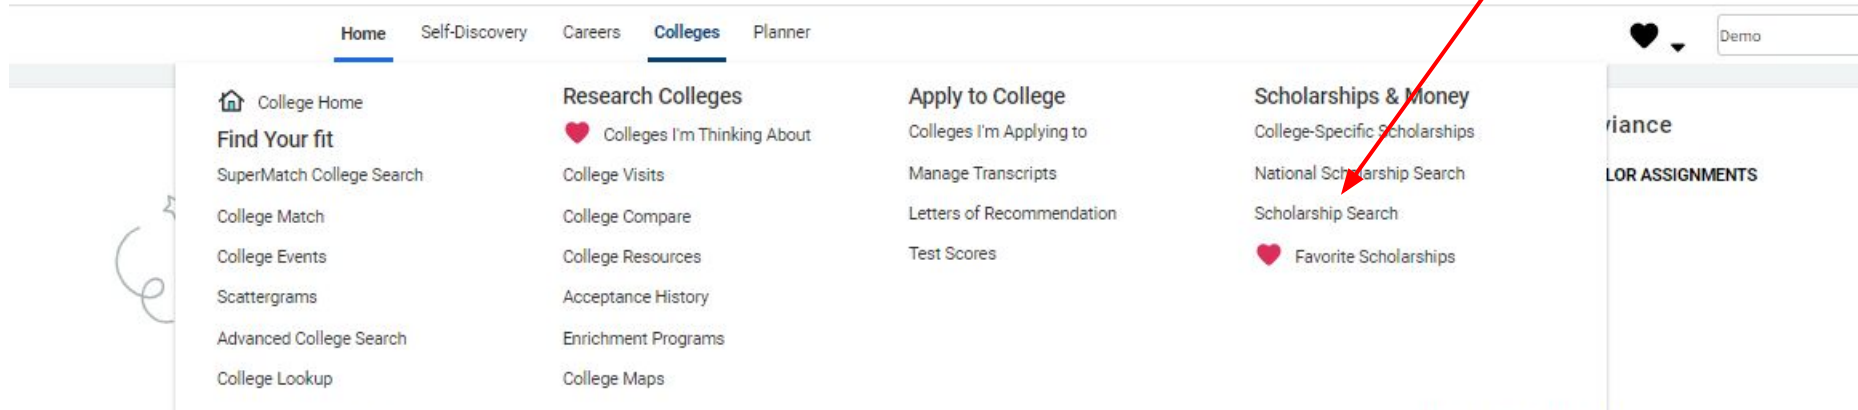 Home Self-Discovery Careers Colleges Planner
Demo
College Home
Find Your fit
SuperMatch College Search
College Match
College Events
Scattergrams
Advanced College Search
College Lookup
Research Colleges
Colleges I'm Thinking About
College Visits
College Compare
College Resources
Acceptance History
Enrichment Programs
College Maps
Apply to College
Colleges I'm Applying to
Manage Transcripts
Letters of Recommendation
Test Scores
Scholarships & Money
College-Specific Scholarships
National Scholarship Search
Scholarship Search
Favorite Scholarships
viance
LOR ASSIGNMENTS